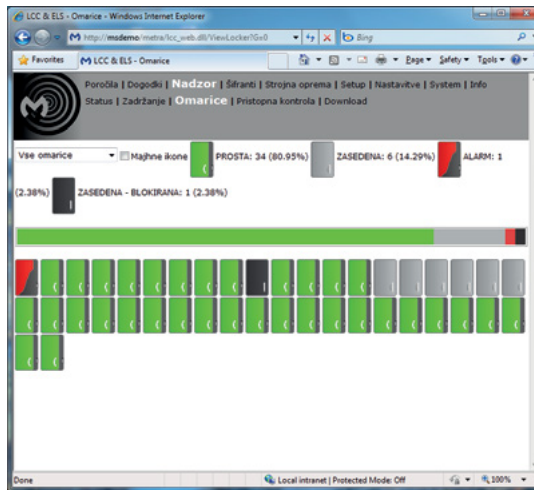 LCC & ELS - Omarice - Windows Internet Explorer
http://msdemo/metra/lcc_web.dll/ViewLocker?Gx0
Bing
Favorites
LCC & ELS - Omarice
Page
Safety
Tools
Poročila | Dogodki | Nadzor | Šifranti | Strojna oprema | Setup | Nastavitve | System | Info
Status | Zadržanje | Omarice | Pristopna kontrola | Download
Vse omarice
Majhne ikone
PROSTA: 34 (80.95%)
ZASEDENA: 6 (14.29%)
ALARM: 1
(2.38%)
ZASEDENA - BLOKIRANA: 1 (2.38%)
Done
Local intranet | Protected Mode: Off
100%